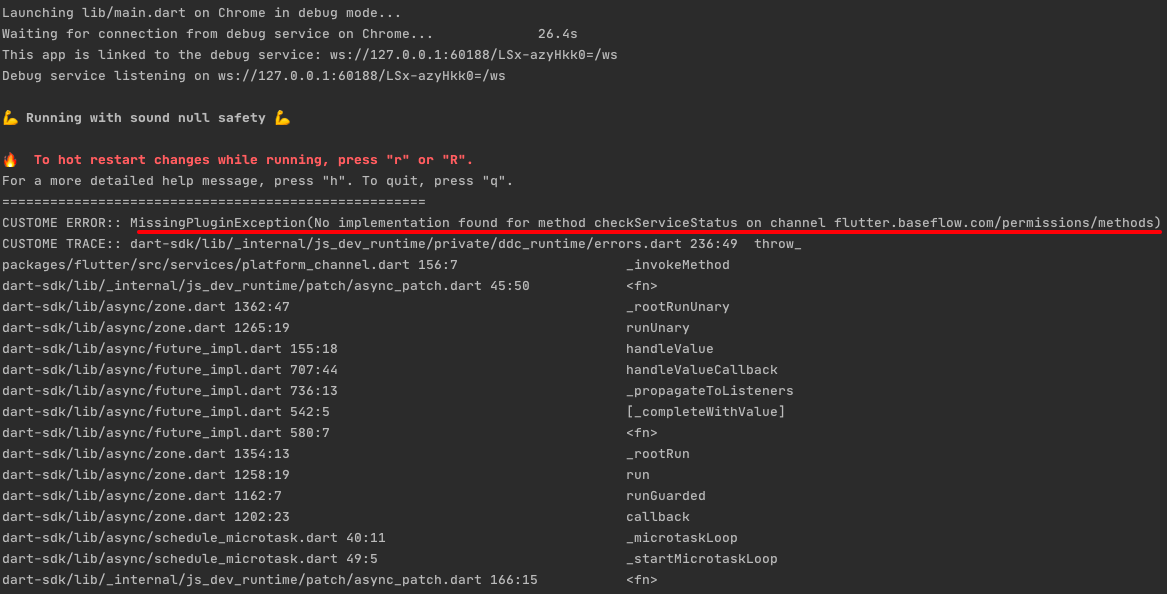 Launching lib/main.dart on Chrome in debug mode...
Waiting for connection from debug service on Chrome...             26.4s
This app is linked to the debug service: ws://127.0.0.1:60188/LSx-azyHkk0=/ws
Debug service listening on ws://127.0.0.1:60188/LSx-azyHkk0=/ws
💪 Running with sound null safety 💪
🔥  To hot restart changes while running, press "r" or "R".
For a more detailed help message, press "h". To quit, press "q".
=====================================================
CUSTOME ERROR:: MissingPluginException(No implementation found for method checkServiceStatus on channel flutter.baseflow.com/permissions/methods)
CUSTOME TRACE:: dart-sdk/lib/_internal/js_dev_runtime/private/ddc_runtime/errors.dart 236:49  throw_
packages/flutter/src/services/platform_channel.dart 156:7                     _invokeMethod
dart-sdk/lib/_internal/js_dev_runtime/patch/async_patch.dart 45:50            <fn>
dart-sdk/lib/async/zone.dart 1362:47                                          _rootRunUnary
dart-sdk/lib/async/zone.dart 1265:19                                          runUnary
dart-sdk/lib/async/future_impl.dart 155:18                                    handleValue
dart-sdk/lib/async/future_impl.dart 707:44                                    handleValueCallback
dart-sdk/lib/async/future_impl.dart 736:13                                    _propagateToListeners
dart-sdk/lib/async/future_impl.dart 542:5                                     [_completeWithValue]
dart-sdk/lib/async/future_impl.dart 580:7                                     <fn>
dart-sdk/lib/async/zone.dart 1354:13                                          _rootRun
dart-sdk/lib/async/zone.dart 1258:19                                          run
dart-sdk/lib/async/zone.dart 1162:7                                           runGuarded
dart-sdk/lib/async/zone.dart 1202:23                                          callback
dart-sdk/lib/async/schedule_microtask.dart 40:11                              _microtaskLoop
dart-sdk/lib/async/schedule_microtask.dart 49:5                               _startMicrotaskLoop
dart-sdk/lib/_internal/js_dev_runtime/patch/async_patch.dart 166:15           <fn>